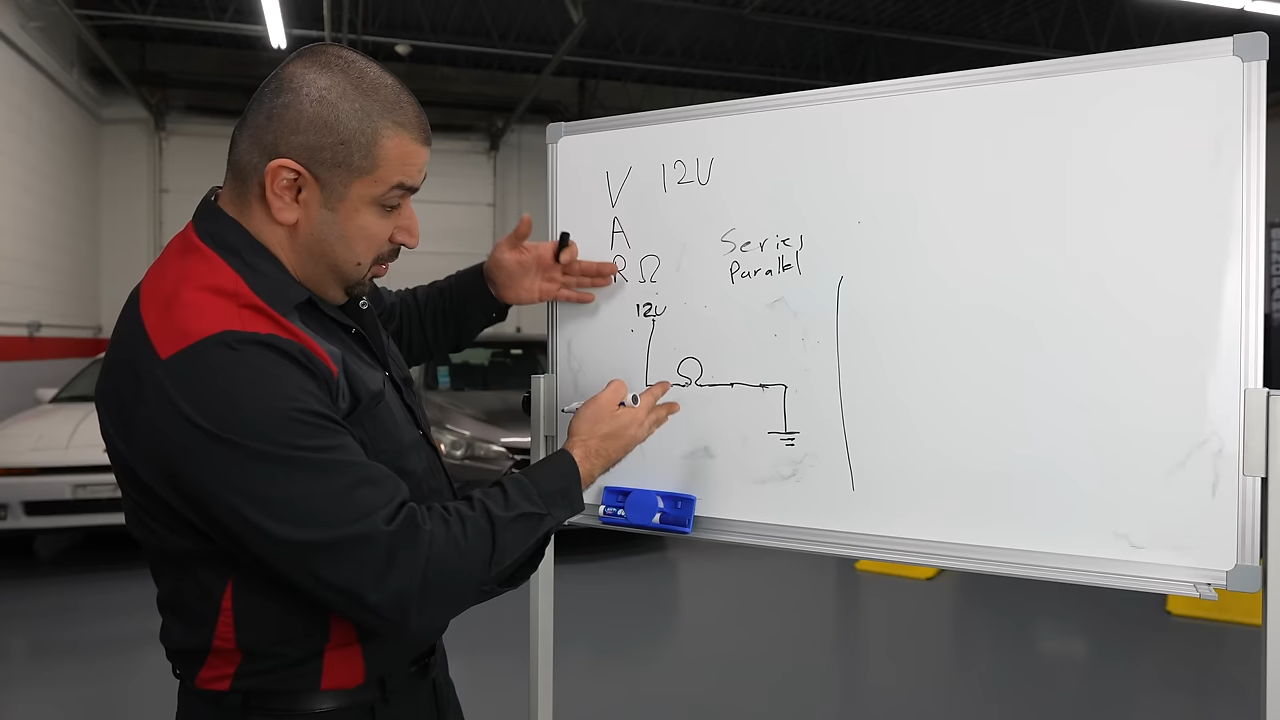 V 12V
A
R Ω
Series
Parallel
12V
Ω